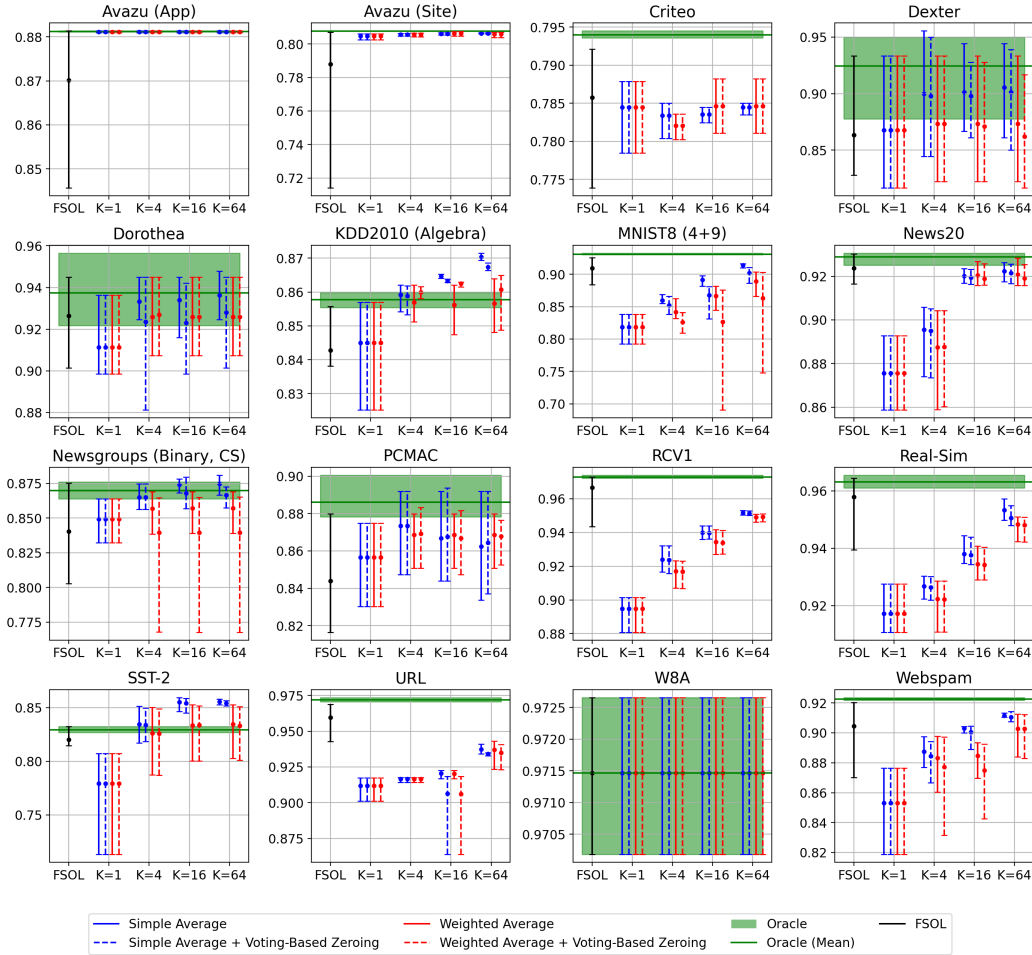 Avazu (App)
0.88
0.87
0.86
0.85
FSOL K=1 K=4 K=16 K=64
Avazu (Site)
0.80
0.78
0.76
0.74
0.72
FSOL K=1 K=4 K=16 K=64
Criteo
0.795
0.790
0.785
0.780
0.775
FSOL K=1 K=4 K=16 K=64
Dexter
0.95
0.90
0.85
FSOL K=1 K=4 K=16 K=64
Dorothea
0.96
0.94
0.92
0.90
0.88
FSOL K=1 K=4 K=16 K=64
KDD2010 (Algebra)
0.87
0.86
0.85
0.84
0.83
FSOL K=1 K=4 K=16 K=64
MNIST8 (4+9)
0.90
0.85
0.80
0.75
0.70
FSOL K=1 K=4 K=16 K=64
News20
0.92
0.90
0.88
0.86
FSOL K=1 K=4 K=16 K=64
Newsgroups (Binary, CS)
0.875
0.850
0.825
0.800
0.775
FSOL K=1 K=4 K=16 K=64
PCMAC
0.90
0.88
0.86
0.84
0.82
FSOL K=1 K=4 K=16 K=64
RCV1
0.96
0.94
0.92
0.90
0.88
FSOL K=1 K=4 K=16 K=64
Real-Sim
0.96
0.94
0.92
FSOL K=1 K=4 K=16 K=64
SST-2
0.85
0.80
0.75
FSOL K=1 K=4 K=16 K=64
URL
0.975
0.950
0.925
0.900
0.875
FSOL K=1 K=4 K=16 K=64
W8A
0.9725
0.9720
0.9715
0.9710
0.9705
FSOL K=1 K=4 K=16 K=64
Webspam
0.92
0.90
0.88
0.86
0.84
0.82
FSOL K=1 K=4 K=16 K=64
Simple Average
Simple Average + Voting-Based Zeroing
Weighted Average
Weighted Average + Voting-Based Zeroing
Oracle
Oracle (Mean)
FSOL